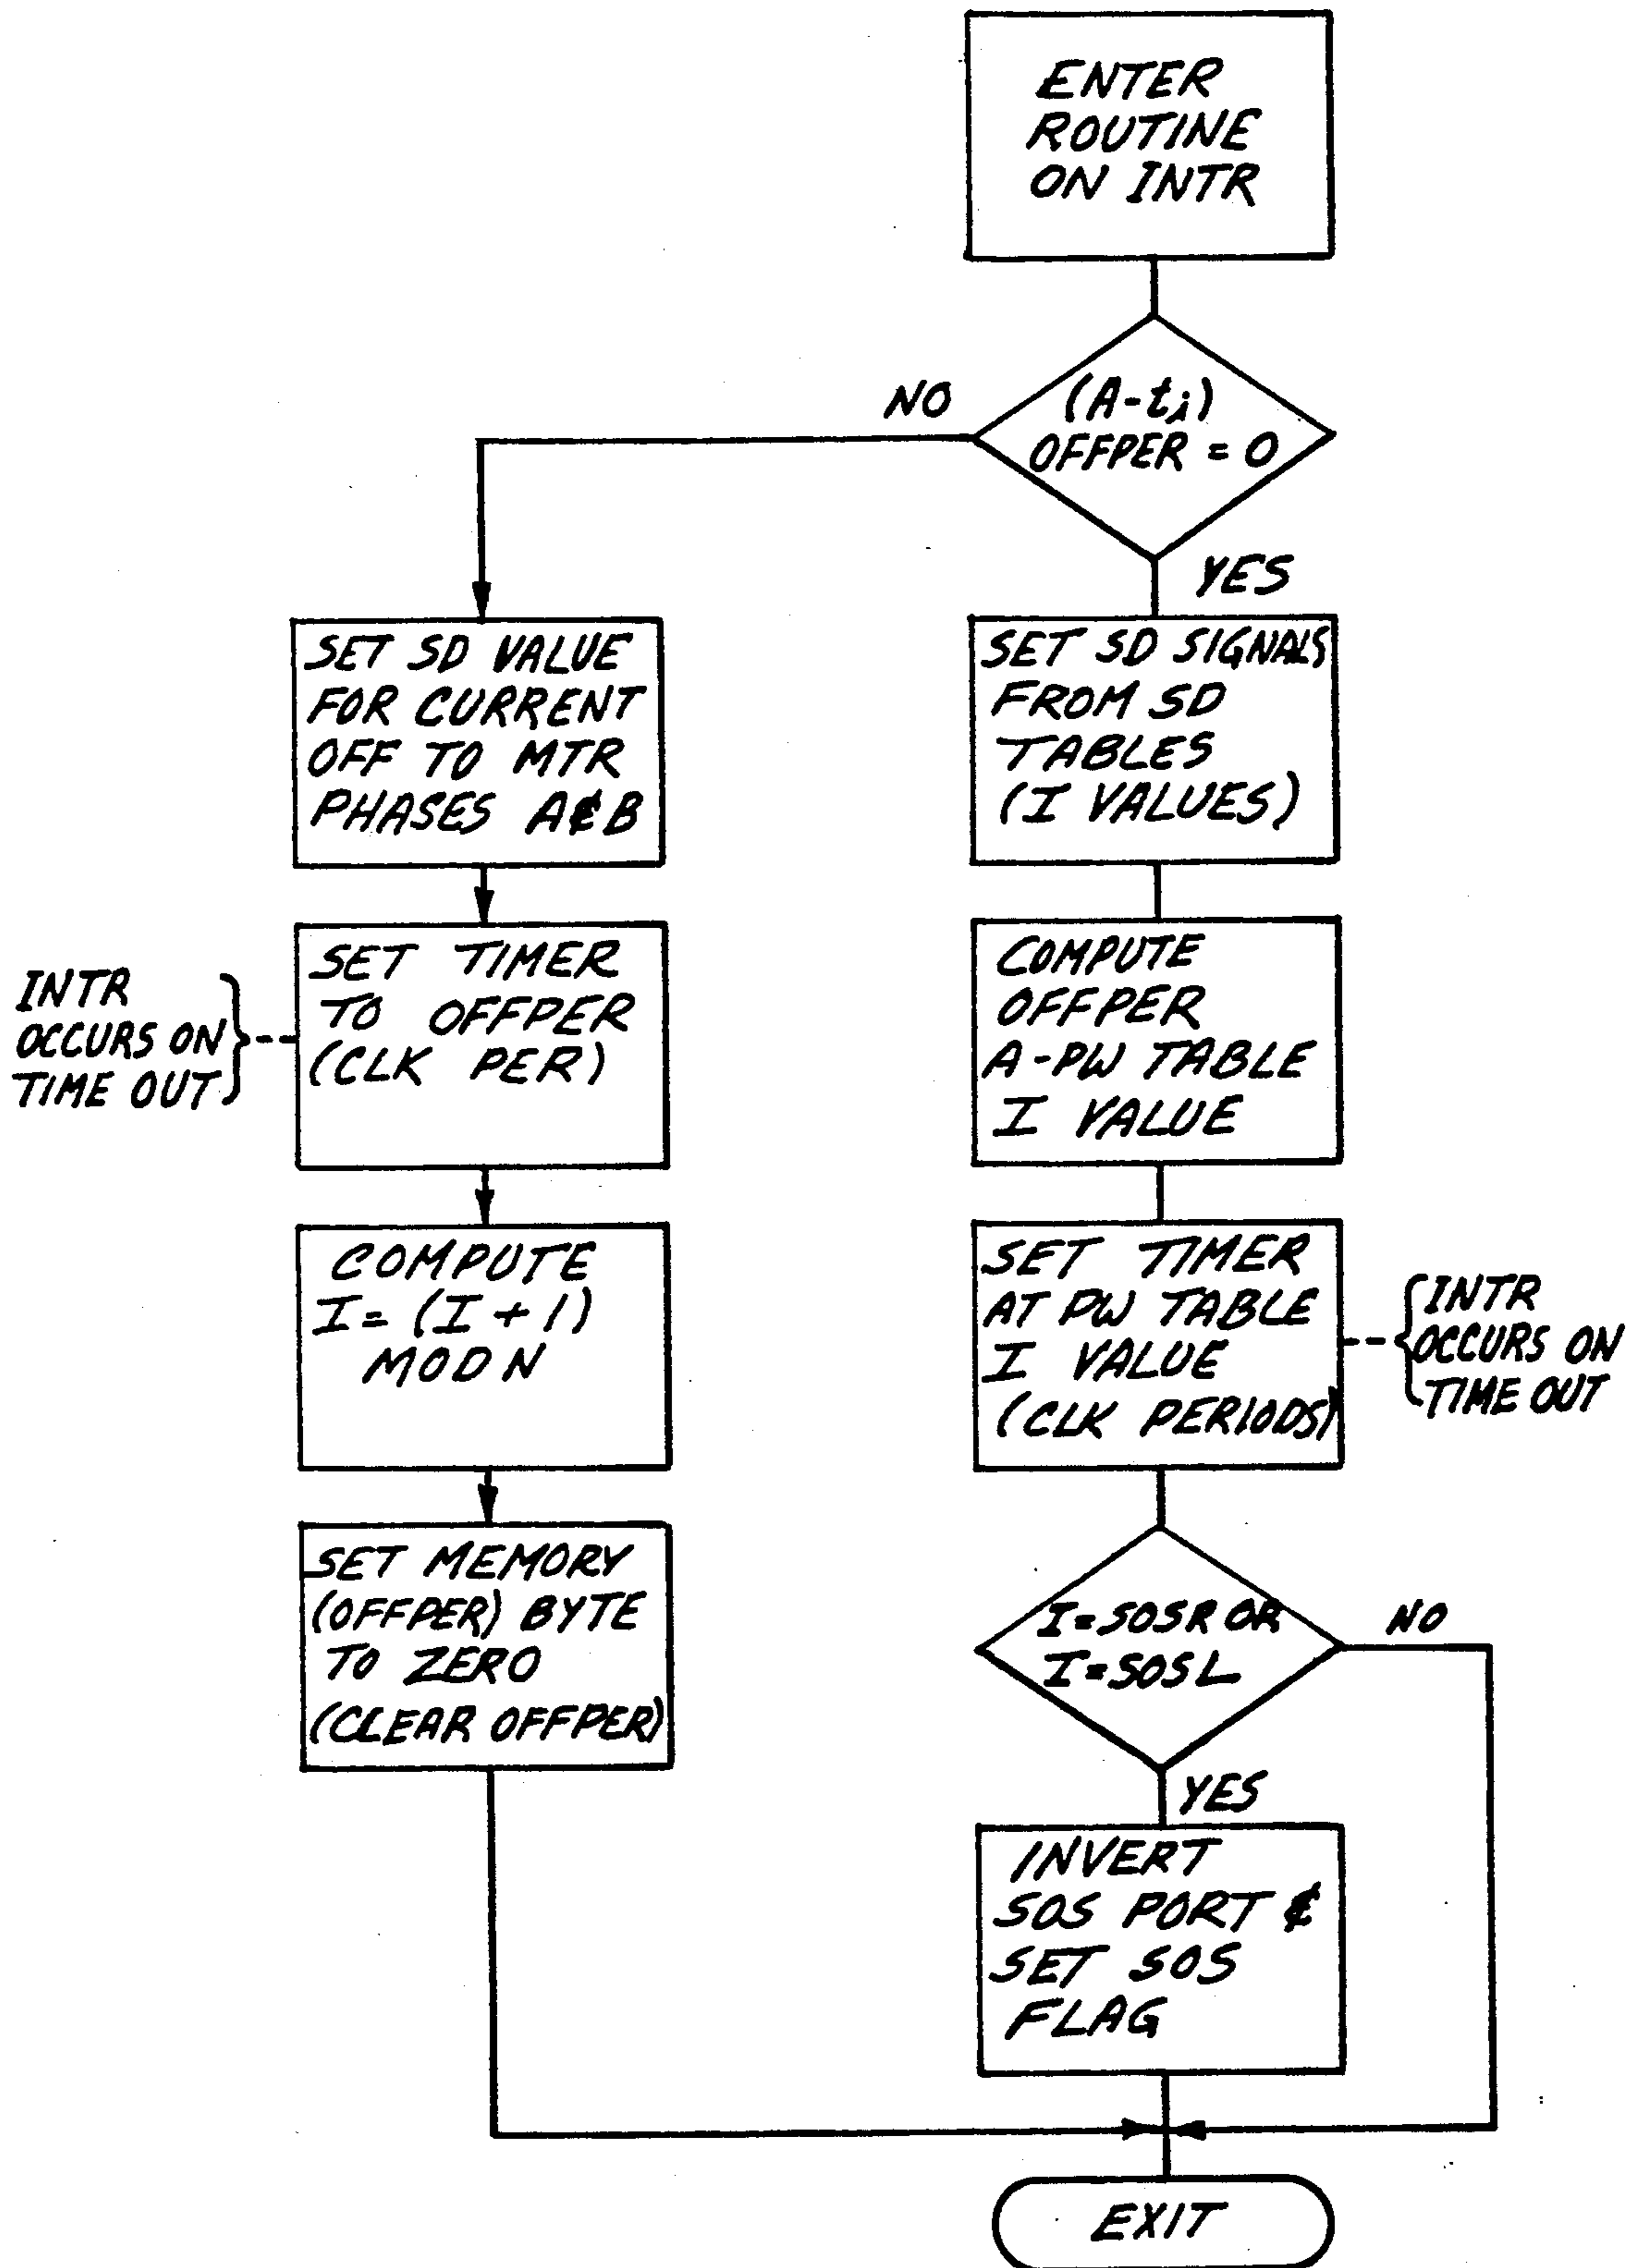 ENTER
ROUTINE
ON INTR
(A-ti)
OFFPER = 0
NO
YES
SET SD VALUE
FOR CURRENT
OFF TO MTR
PHASES A&B
SET TIMER
TO OFFPER
(CLK PER)
INTR
OCCURS ON
TIME OUT
COMPUTE
I = (I + 1)
MOD N
SET MEMORY
(OFFPER) BYTE
TO ZERO
(CLEAR OFFPER)
SET SD SIGNALS
FROM SD
TABLES
(I VALUES)
COMPUTE
OFFPER
A-PW TABLE
I VALUE
SET TIMER
AT PW TABLE
I VALUE
(CLK PERIODS)
INTR
OCCURS ON
TIME OUT
I=SOSR OR
I=SOSL
NO
YES
INVERT
SOS PORT &
SET SOS
FLAG
EXIT